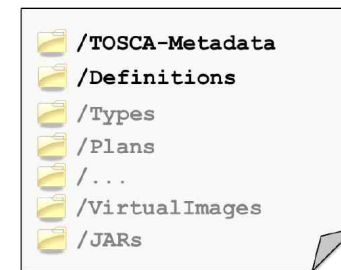 /TOSCA-Metadata
/Definitions
/Types
/Plans
/...
/VirtualImages
/JARs